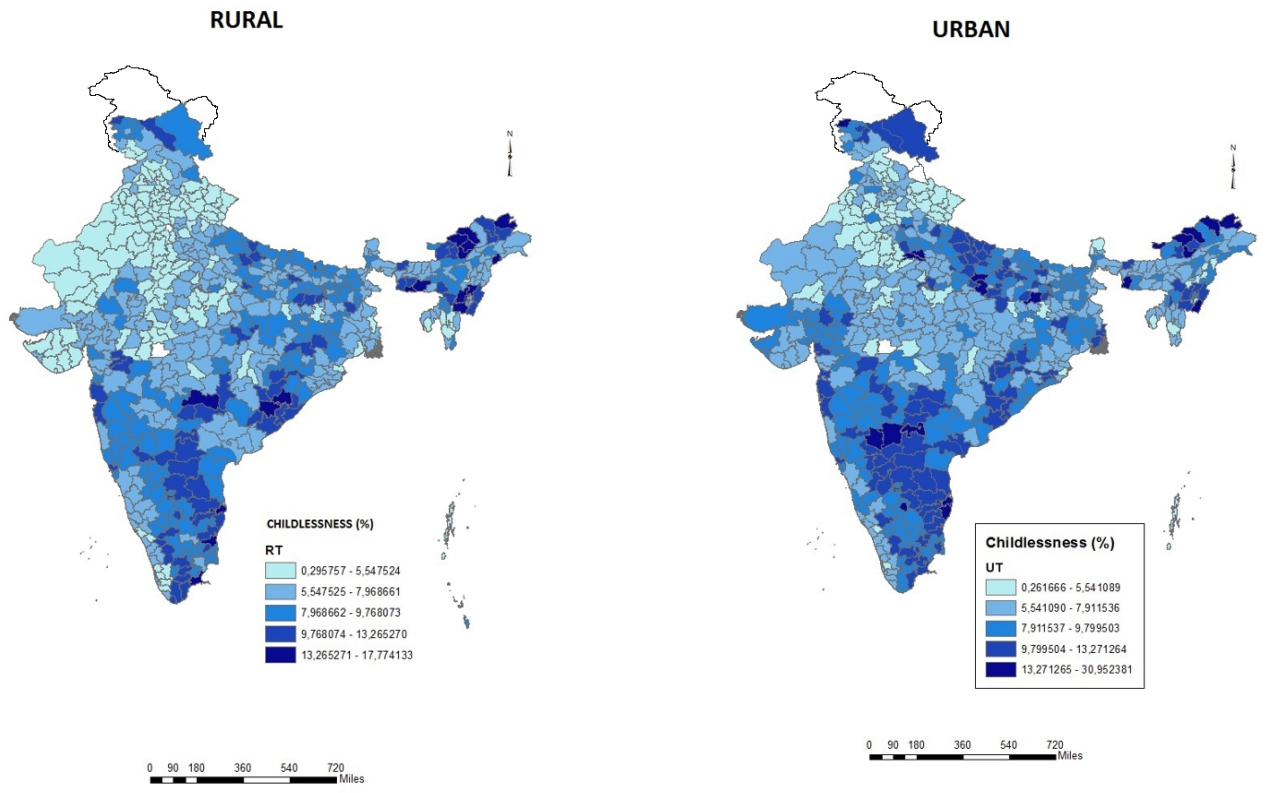 RURAL
N
CHILDLESSNESS (%)
RT
0,295757 - 5,547524
5,547525 - 7,968661
7,968662 - 9,768073
9,768074 - 13,265270
13,265271 - 17,774133
0 90 180 360 540 720
Miles
URBAN
N
Childlessness (%)
UT
0,261666 - 5,541089
5,541090 - 7,911536
7,911537 - 9,799503
9,799504 - 13,271264
13,271265 - 30,952381
0 90 180 360 540 720
Miles